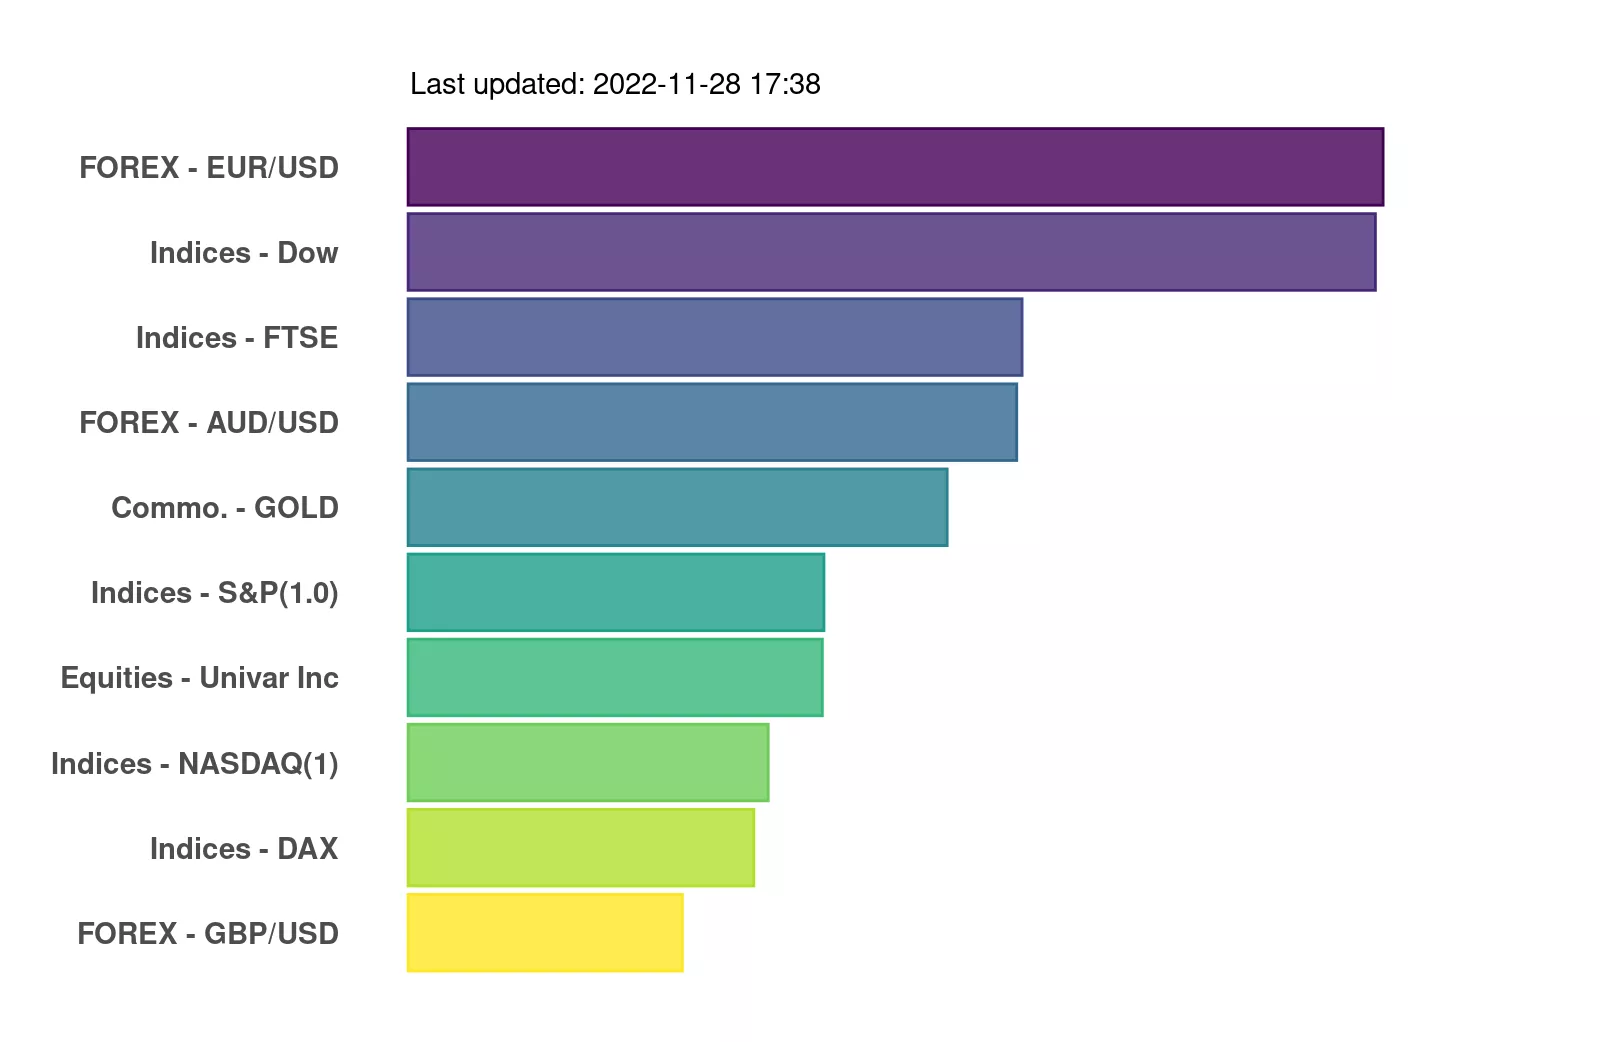 Last updated: 2022-11-28 17:38
FOREX - EUR/USD
Indices - Dow
Indices - FTSE
FOREX - AUD/USD
Commo. - GOLD
Indices - S&P(1.0)
Equities - Univar Inc
Indices - NASDAQ(1)
Indices - DAX
FOREX - GBP/USD